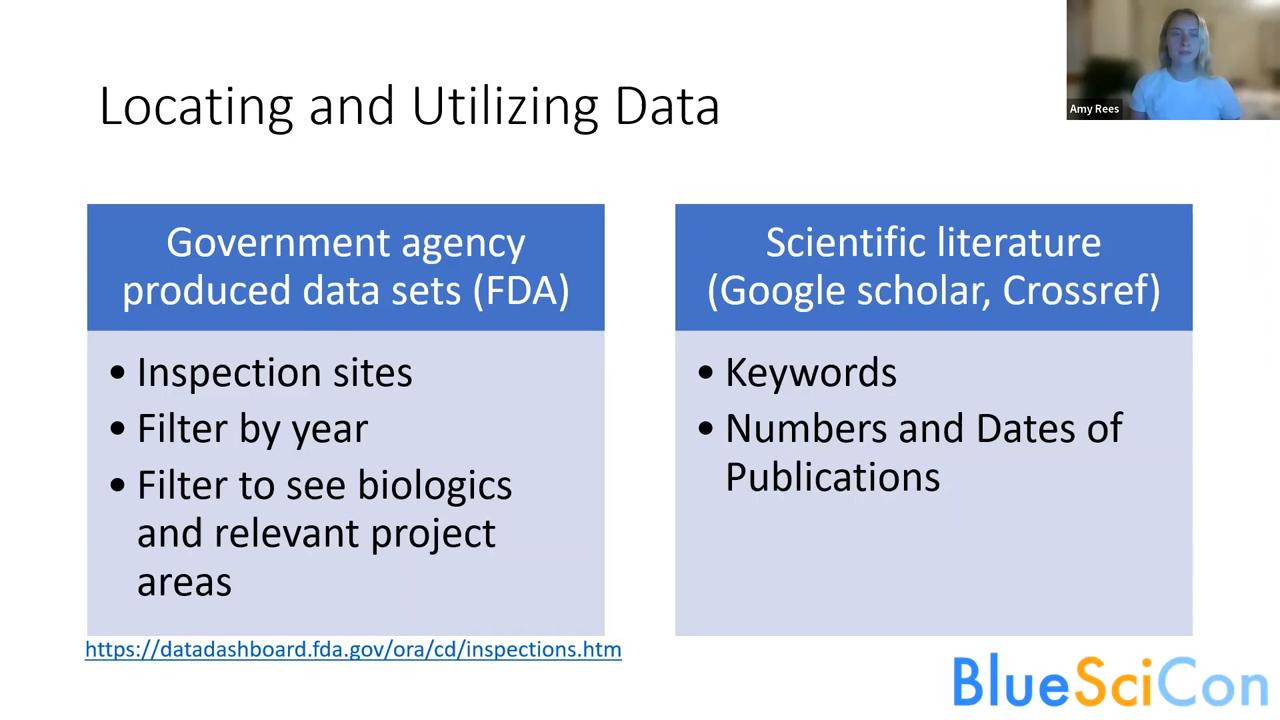 Amy Rees
Locating and Utilizing Data
Government agency
produced data sets (FDA)
• Inspection sites
• Filter by year
• Filter to see biologics
and relevant project
areas
https://datadashboard.fda.gov/ora/cd/inspections.htm
Scientific literature
(Google scholar, Crossref)
• Keywords
• Numbers and Dates of
Publications
BlueSciCon